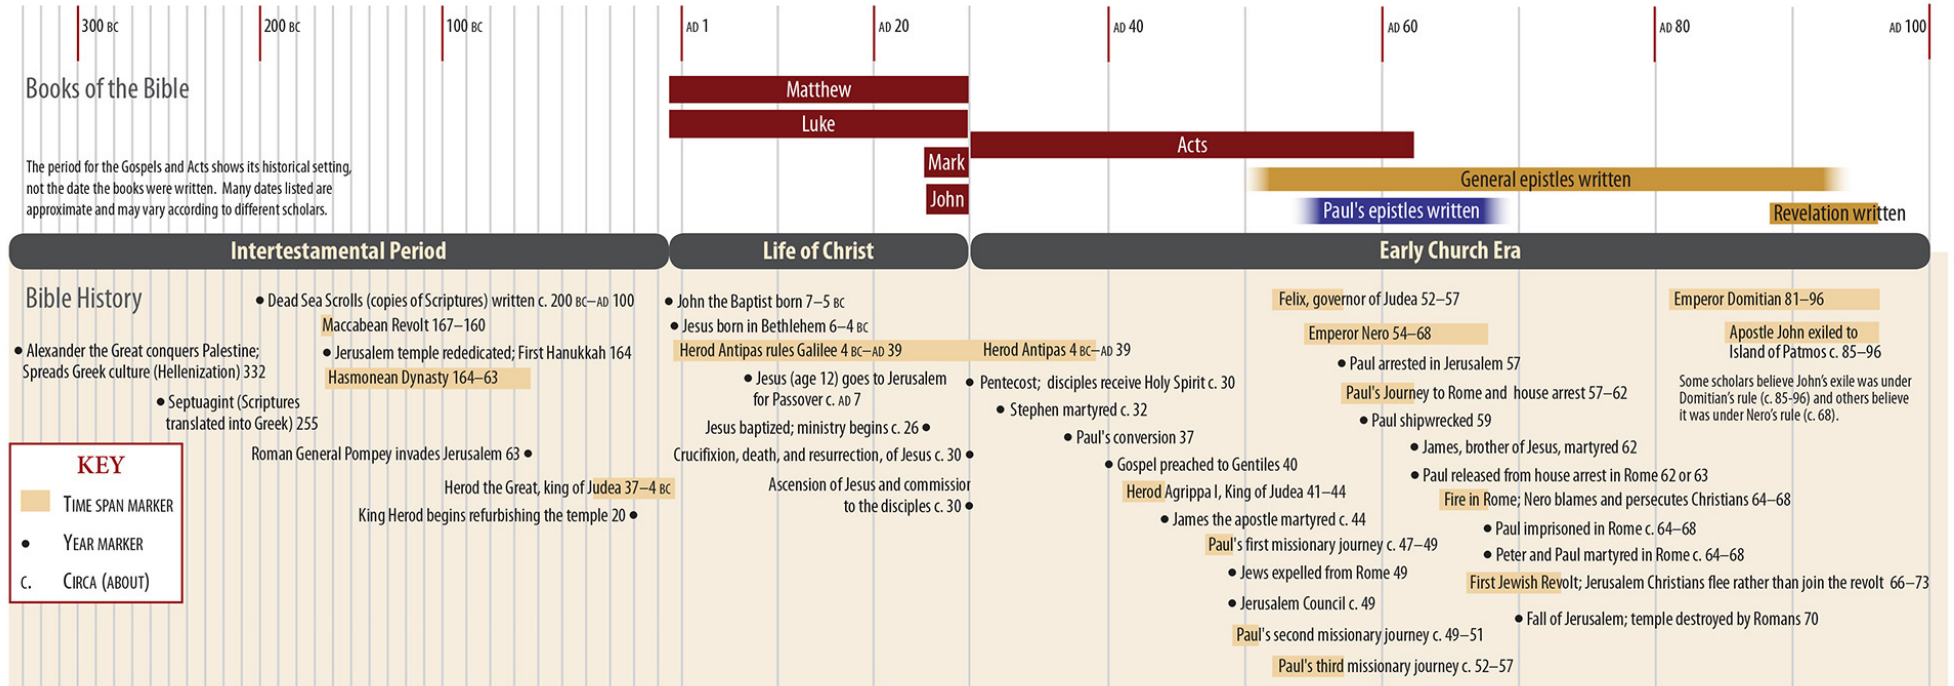 300 BC
200 BC
100 BC
AD 1
AD 20
AD 40
AD 60
AD 80
AD 100
Books of the Bible
The period for the Gospels and Acts shows its historical setting,
not the date the books were written. Many dates listed are
approximate and may vary according to different scholars.
Matthew
Luke
Mark
John
Acts
General epistles written
Paul's epistles written
Revelation written
Intertestamental Period
Life of Christ
Early Church Era
Bible History
Dead Sea Scrolls (copies of Scriptures) written c. 200 BC–AD 100
Maccabean Revolt 167–160
Alexander the Great conquers Palestine;
Spreads Greek culture (Hellenization) 332
Jerusalem temple rededicated; First Hanukkah 164
Hasmonean Dynasty 164–63
Septuagint (Scriptures
translated into Greek) 255
Roman General Pompey invades Jerusalem 63
Herod the Great, king of Judea 37–4 BC
King Herod begins refurbishing the temple 20
KEY
TIME SPAN MARKER
YEAR MARKER
C. CIRCA (ABOUT)
John the Baptist born 7–5 BC
Jesus born in Bethlehem 6–4 BC
Herod Antipas rules Galilee 4 BC–AD 39
Jesus (age 12) goes to Jerusalem
for Passover c. AD 7
Jesus baptized; ministry begins c. 26
Crucifixion, death, and resurrection, of Jesus c. 30
Ascension of Jesus and commission
to the disciples c. 30
Herod Antipas 4 BC–AD 39
Pentecost; disciples receive Holy Spirit c. 30
Stephen martyred c. 32
Paul's conversion 37
Gospel preached to Gentiles 40
Herod Agrippa I, King of Judea 41–44
James the apostle martyred c. 44
Paul's first missionary journey c. 47–49
Jews expelled from Rome 49
Jerusalem Council c. 49
Paul's second missionary journey c. 49–51
Paul's third missionary journey c. 52–57
Felix, governor of Judea 52–57
Emperor Nero 54–68
Paul arrested in Jerusalem 57
Paul's Journey to Rome and house arrest 57–62
Paul shipwrecked 59
James, brother of Jesus, martyred 62
Paul released from house arrest in Rome 62 or 63
Fire in Rome; Nero blames and persecutes Christians 64–68
Paul imprisoned in Rome c. 64–68
Peter and Paul martyred in Rome c. 64–68
First Jewish Revolt; Jerusalem Christians flee rather than join the revolt 66–73
Fall of Jerusalem; temple destroyed by Romans 70
Emperor Domitian 81–96
Apostle John exiled to
Island of Patmos c. 85–96
Some scholars believe John's exile was under
Domitian's rule (c. 85-96) and others believe
it was under Nero's rule (c. 68).